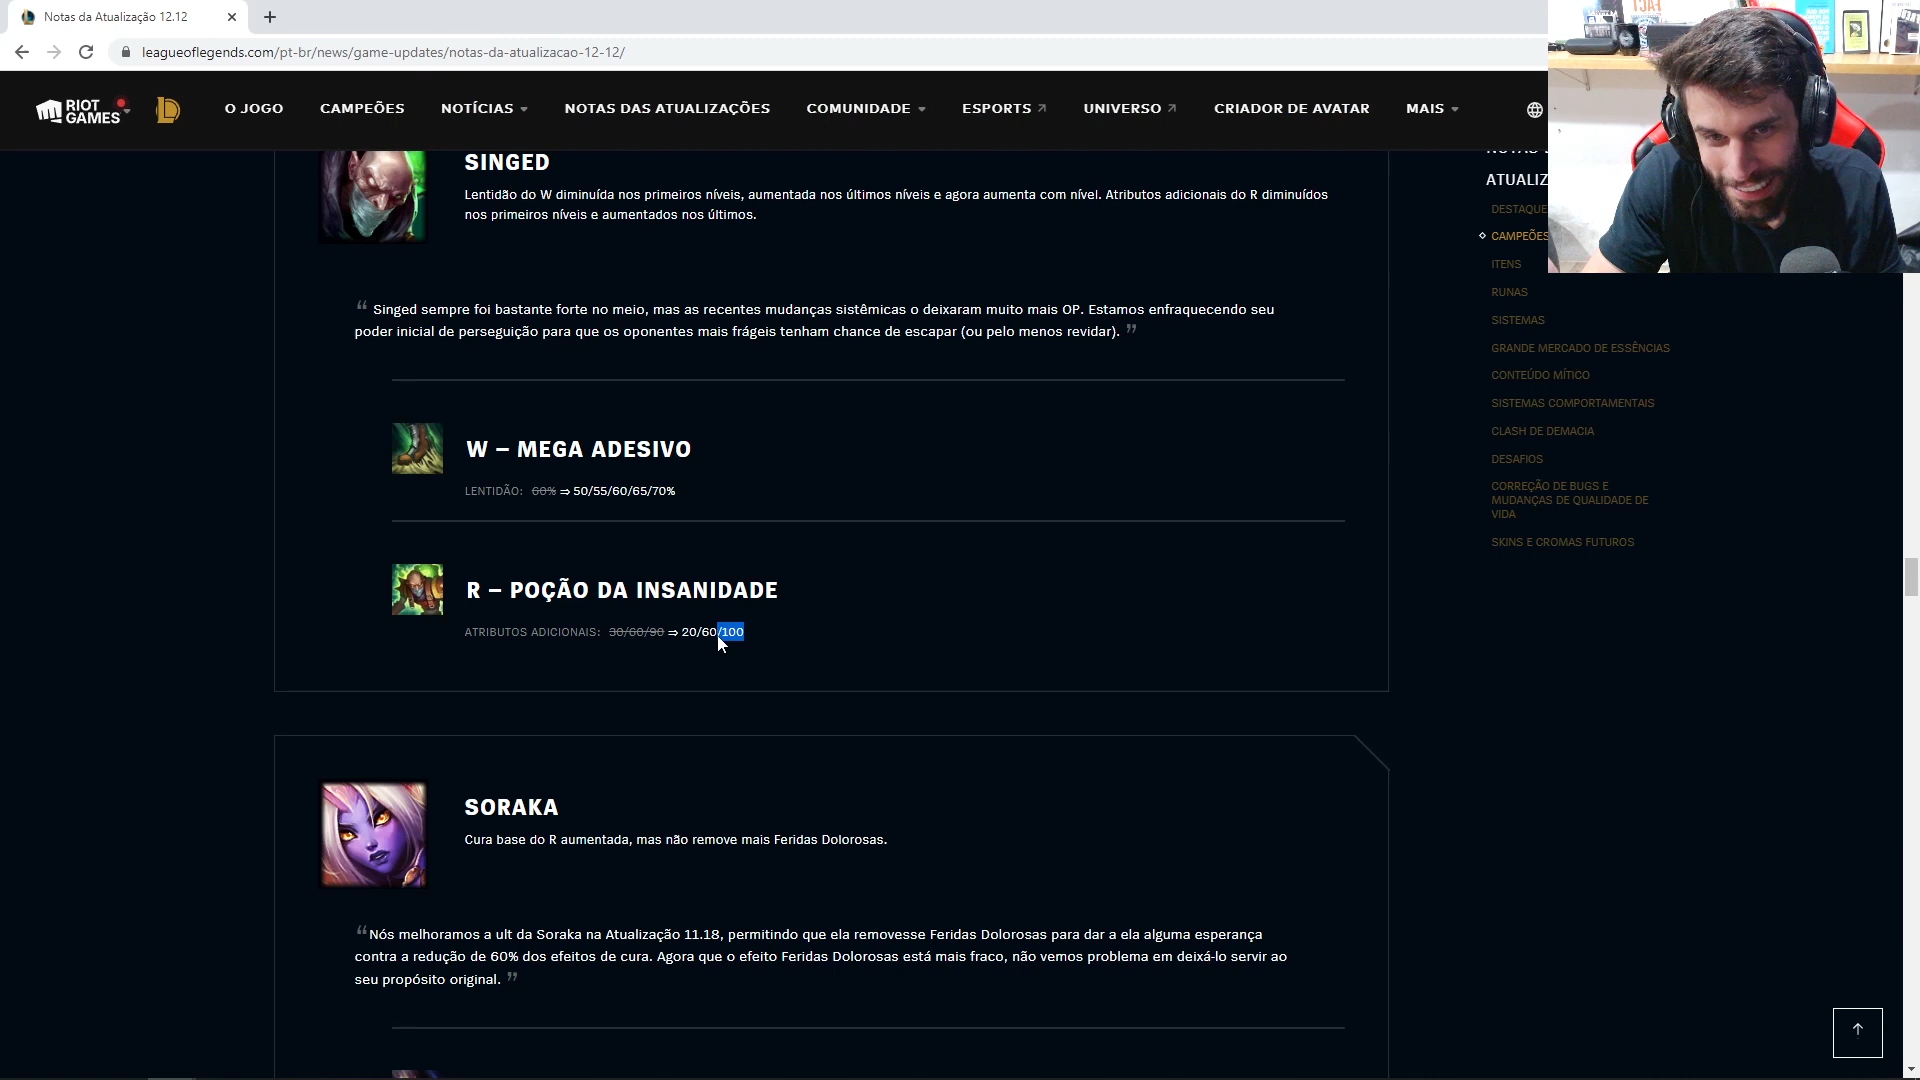 Notas da Atualização 12.12
leagueoflegends.com/pt-br/news/game-updates/notas-da-atualizacao-12-12/
RIOT GAMES
O JOGO CAMPEÕES NOTÍCIAS NOTAS DAS ATUALIZAÇÕES COMUNIDADE ESPORTS UNIVERSO CRIADOR DE AVATAR MAIS
SINGED
Lentidão do W diminuída nos primeiros níveis, aumentada nos últimos níveis e agora aumenta com nível. Atributos adicionais do R diminuídos
nos primeiros níveis e aumentados nos últimos.
“ Singed sempre foi bastante forte no meio, mas as recentes mudanças sistêmicas o deixaram muito mais OP. Estamos enfraquecendo seu
poder inicial de perseguição para que os oponentes mais frágeis tenham chance de escapar (ou pelo menos revidar). ”
W – MEGA ADESIVO
LENTIDÃO: 60% ⇒ 50/55/60/65/70%
R – POÇÃO DA INSANIDADE
ATRIBUTOS ADICIONAIS: 30/60/90 ⇒ 20/60/100
SORAKA
Cura base do R aumentada, mas não remove mais Feridas Dolorosas.
“Nós melhoramos a ult da Soraka na Atualização 11.18, permitindo que ela removesse Feridas Dolorosas para dar a ela alguma esperança
contra a redução de 60% dos efeitos de cura. Agora que o efeito Feridas Dolorosas está mais fraco, não vemos problema em deixá-lo servir ao
seu propósito original. ”
ATUALIZ
DESTAQUE
CAMPEÕES
ITENS
RUNAS
SISTEMAS
GRANDE MERCADO DE ESSÊNCIAS
CONTEÚDO MÍTICO
SISTEMAS COMPORTAMENTAIS
CLASH DE DEMACIA
DESAFIOS
CORREÇÃO DE BUGS E
MUDANÇAS DE QUALIDADE DE
VIDA
SKINS E CROMAS FUTUROS